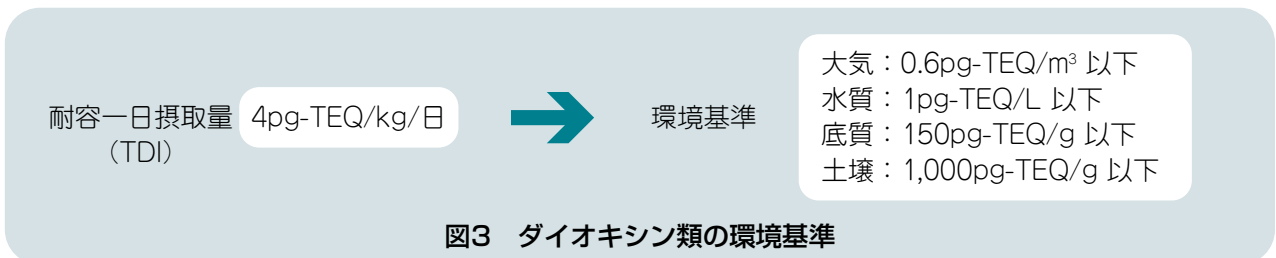 耐容一日摂取量 4pg-TEQ/kg/日
（TDI）
環境基準
大気：0.6pg-TEQ/m³ 以下
水質：1pg-TEQ/L 以下
底質：150pg-TEQ/g 以下
土壌：1,000pg-TEQ/g 以下
図3　ダイオキシン類の環境基準